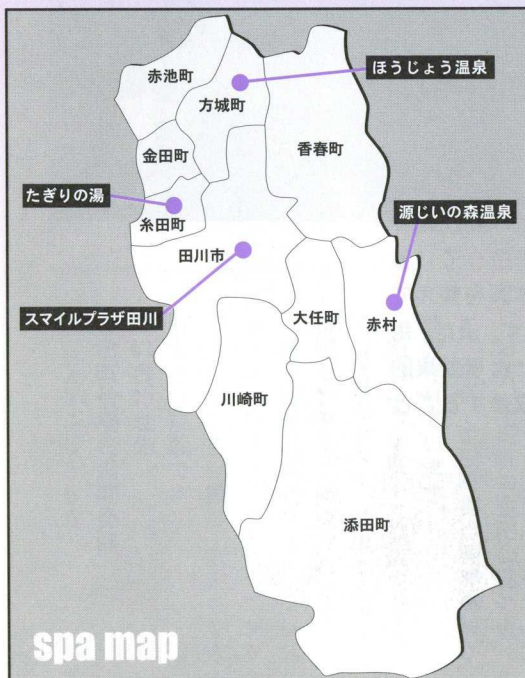 赤池町
ほうじょう温泉
方城町
金田町
香春町
たぎりの湯
糸田町
源じいの森温泉
田川市
スマイルプラザ田川
大任町
赤村
川崎町
添田町
spa map